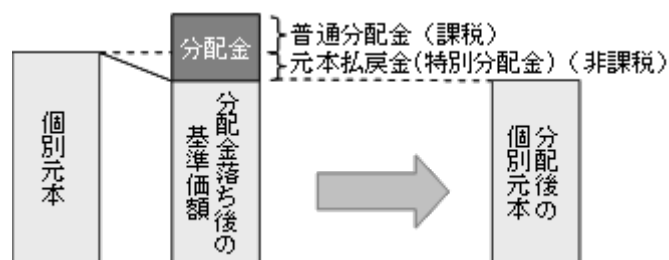 分配金
普通分配金（課税）
元本払戻金(特別分配金)（非課税）
個別元本
分配金落ち後の
基準価額
分配後の
個別元本